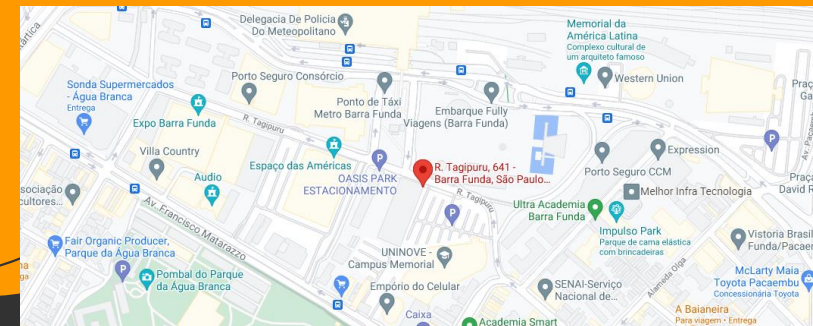 Delegacia De Policia
Do Meteopolitano
Memorial da
América Latina
Complexo cultural de
um arquiteto famoso
Western Union
Sonda Supermercados
- Água Branca
Entrega
Porto Seguro Consórcio
Ponto de Táxi
Metro Barra Funda
Embarque Fully
Viagens (Barra Funda)
Expo Barra Funda
R. Tagipuru
Villa Country
Espaço das Américas
Audio
OASIS PARK
ESTACIONAMENTO
R. Tagipuru, 641 -
Barra Funda, São Paulo...
R. Tagipuru
Expression
Porto Seguro CCM
Melhor Infra Tecnologia
Ultra Academia
Barra Funda
Impulso Park
Parque de cama elástica
com brincadeiras
Av. Francisco Matarazzo
Fair Organic Producer,
Parque da Água Branca
Pombal do Parque
da Água Branca
UNINOVE -
Campus Memorial
Empório do Celular
Caixa
Academia Smart
SENAI-Serviço
Nacional de...
Alameda Olga
Vistoria Brasil
Funda/Pacaer
McLarty Maia
Toyota Pacaembu
Concessionária Toyota
A Baianeira
Para viagem • Entrega